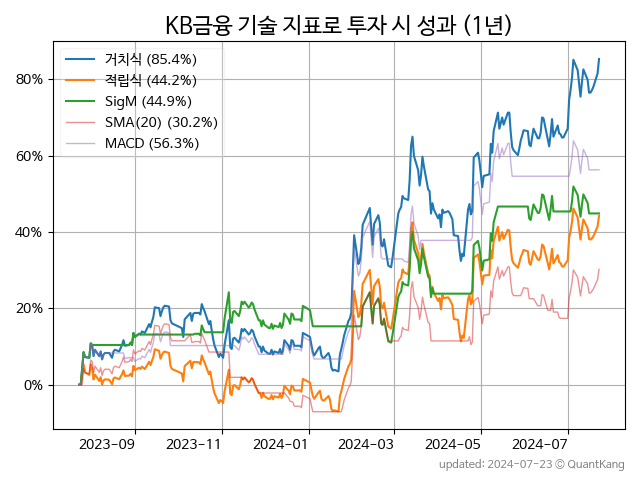 KB금융 기술 지표로 투자 시 성과 (1년)
거치식 (85.4%)
적립식 (44.2%)
SigM (44.9%)
SMA(20) (30.2%)
MACD (56.3%)
80%
60%
40%
20%
0%
2023-09 2023-11 2024-01 2024-03 2024-05 2024-07
updated: 2024-07-23 © QuantKang